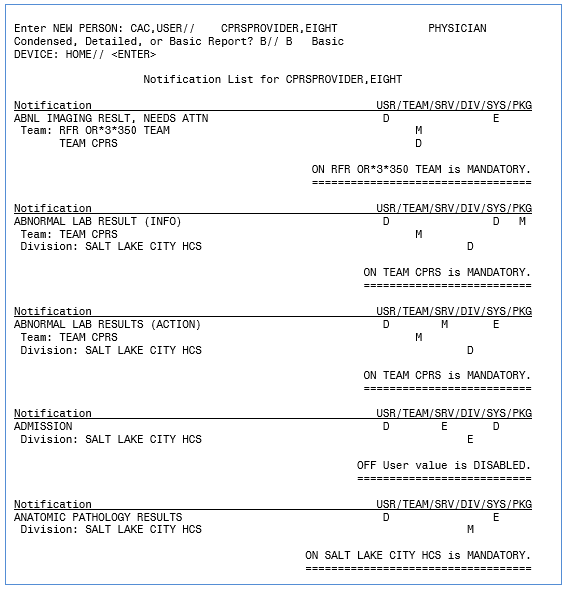 Enter NEW PERSON: CAC,USER//    CPRSPROVIDER,EIGHT              PHYSICIAN
Condensed, Detailed, or Basic Report? B// B   Basic
DEVICE: HOME// <ENTER>
                    Notification List for CPRSPROVIDER,EIGHT
Notification                                            USR/TEAM/SRV/DIV/SYS/PKG
ABNL IMAGING RESLT, NEEDS ATTN                           D                E
 Team: RFR OR*3*350 TEAM                                      M
       TEAM CPRS                                              D
                                              ON RFR OR*3*350 TEAM is MANDATORY.
                                              ==================================
Notification                                            USR/TEAM/SRV/DIV/SYS/PKG
ABNORMAL LAB RESULT (INFO)                               D                D   M
 Team: TEAM CPRS                                              M
 Division: SALT LAKE CITY HCS                                         D
                                                      ON TEAM CPRS is MANDATORY.
                                                      ==========================
Notification                                            USR/TEAM/SRV/DIV/SYS/PKG
ABNORMAL LAB RESULTS (ACTION)                            D        M       E
 Team: TEAM CPRS                                              M
 Division: SALT LAKE CITY HCS                                         D
                                                      ON TEAM CPRS is MANDATORY.
                                                      ==========================
Notification                                            USR/TEAM/SRV/DIV/SYS/PKG
ADMISSION                                                D        E       D
 Division: SALT LAKE CITY HCS                                         E
                                                     OFF User value is DISABLED.
                                                     ===========================
Notification                                            USR/TEAM/SRV/DIV/SYS/PKG
ANATOMIC PATHOLOGY RESULTS                               D                E
 Division: SALT LAKE CITY HCS                                         M
                                             ON SALT LAKE CITY HCS is MANDATORY.
                                             ===================================